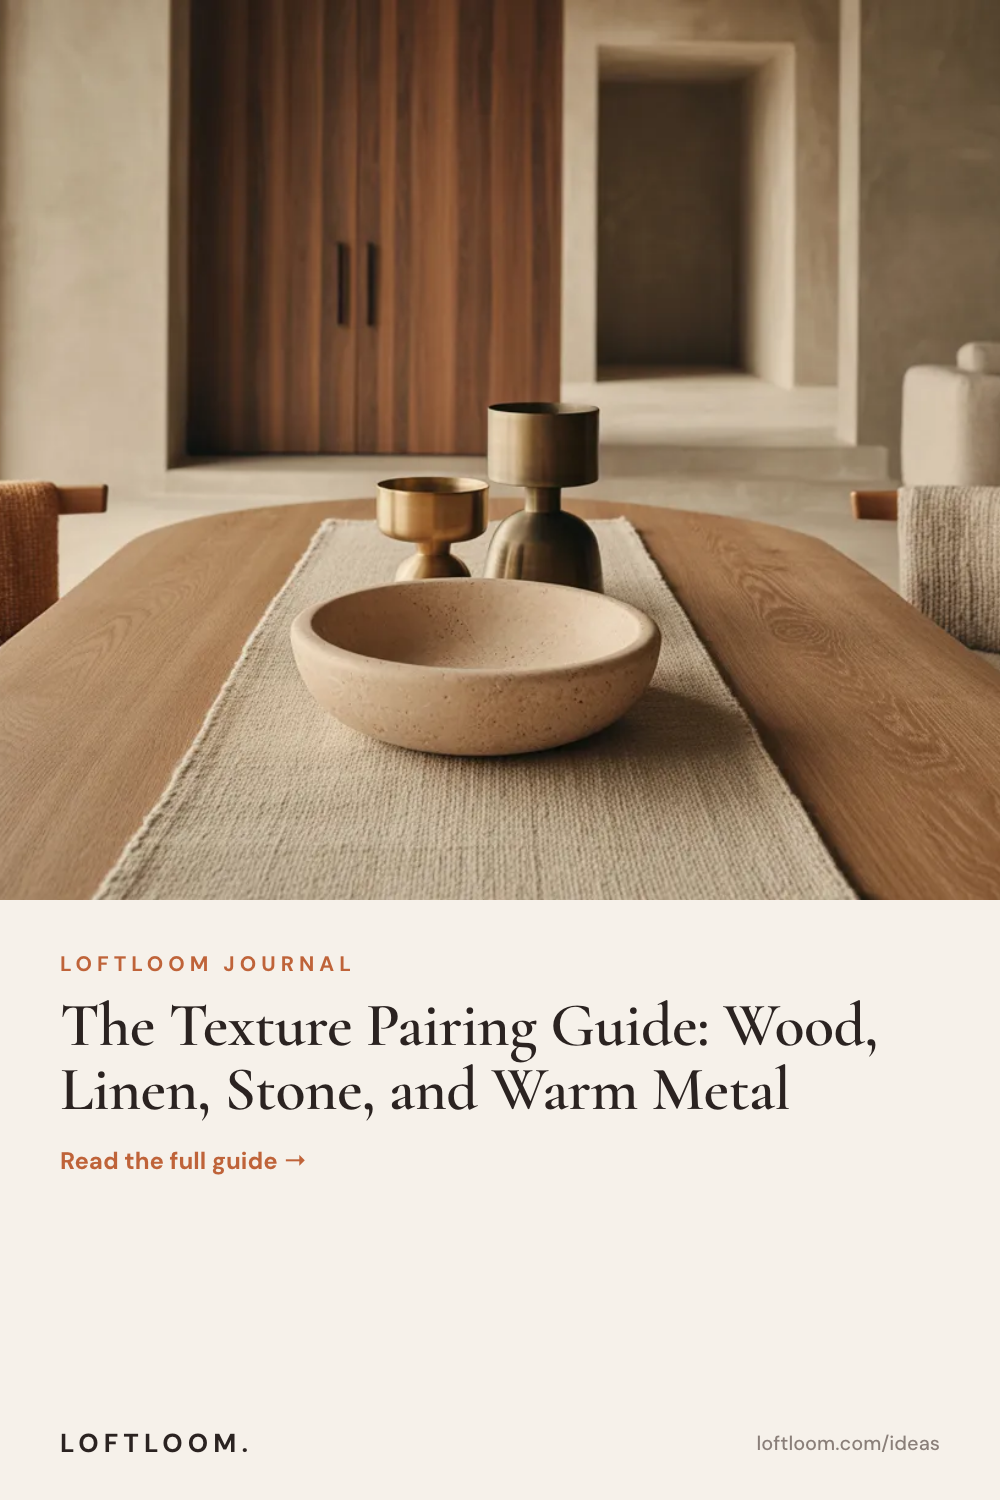 LOFTLOOM JOURNAL
The Texture Pairing Guide: Wood,
Linen, Stone, and Warm Metal
Read the full guide →
LOFTLOOM.
loftloom.com/ideas